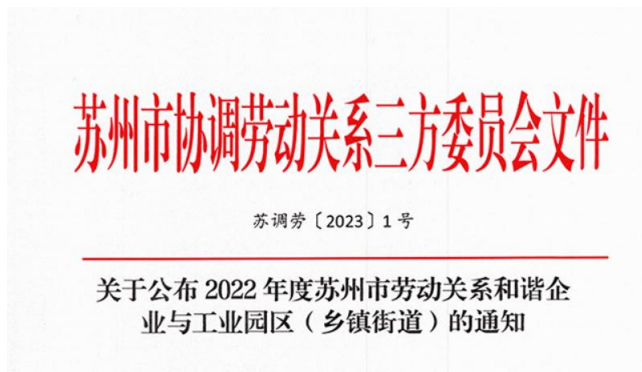 苏州市协调劳动关系三方委员会文件
苏调劳〔2023〕1号
关于公布2022年度苏州市劳动关系和谐企
业与工业园区（乡镇街道）的通知